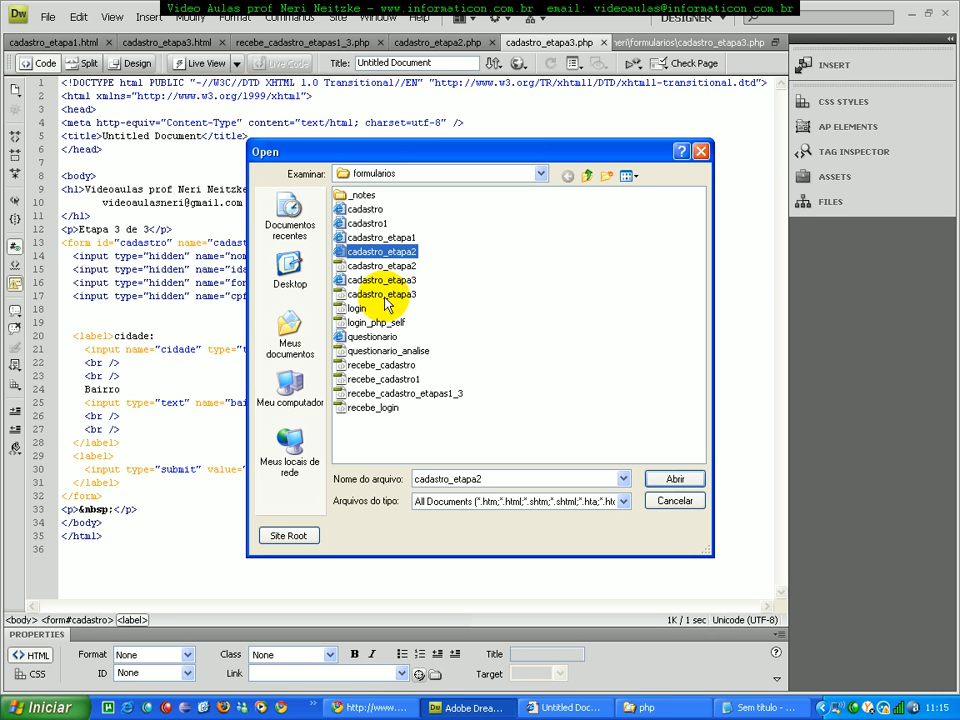 Video Aulas prof Neri Neitzke - www.informaticon.com.br email: videoaulas@informaticon.com.br
Dw File Edit View Insert Modify Format Commands Site Window Help DESIGNER
cadastro_etapa1.html cadastro_etapa3.html recebe_cadastro_etapas1_3.php cadastro_etapa2.php cadastro_etapa3.php neri\formularios\cadastro_etapa3.php
Code Split Design Live View Live Code Title: Untitled Document Check Page
1 <!DOCTYPE html PUBLIC "-//W3C//DTD XHTML 1.0 Transitional//EN" "http://www.w3.org/TR/xhtml1/DTD/xhtml1-transitional.dtd">
2 <html xmlns="http://www.w3.org/1999/xhtml">
3 <head>
4 <meta http-equiv="Content-Type" content="text/html; charset=utf-8" />
5 <title>Untitled Document</title>
6 </head>
7
8 <body>
9 <h1>Videoaulas prof Neri Neitzke
10 videoaulasneri@gmail.com
11 </h1>
12 <p>Etapa 3 de 3</p>
13 <form id="cadastro" name="cadast
14 <input type="hidden" name="nom
15 <input type="hidden" name="ida
16 <input type="hidden" name="for
17 <input type="hidden" name="cpf
18
19
20 <label>cidade:
21 <input name="cidade" type="t
22 <br />
23 <br />
24 Bairro
25 <input type="text" name="bai
26 <br />
27 <br />
28 </label>
29 <label>
30 <input type="submit" value="
31 </label>
32 </form>
33 <p>&nbsp;</p>
34 </body>
35 </html>
36
Open
Examinar: formularios
Documentos recentes
Desktop
Meus documentos
Meu computador
Meus locais de rede
_notes
cadastro
cadastro1
cadastro_etapa1
cadastro_etapa2
cadastro_etapa2
cadastro_etapa3
cadastro_etapa3
login
login_php_self
questionario
questionario_analise
recebe_cadastro
recebe_cadastro1
recebe_cadastro_etapas1_3
recebe_login
Nome do arquivo: cadastro_etapa2 Abrir
Arquivos do tipo: All Documents (*.htm;*.html;*.shtm;*.shtml;*.hta;*.htc Cancelar
Site Root
INSERT
CSS STYLES
AP ELEMENTS
TAG INSPECTOR
ASSETS
FILES
<body> <form#cadastro> <label> 1K / 1 sec Unicode (UTF-8)
PROPERTIES
HTML Format None Class None B I Title
CSS ID None Link Target
Iniciar http://www.... Adobe Drea... Untitled Doc... php Sem título - ... 11:15